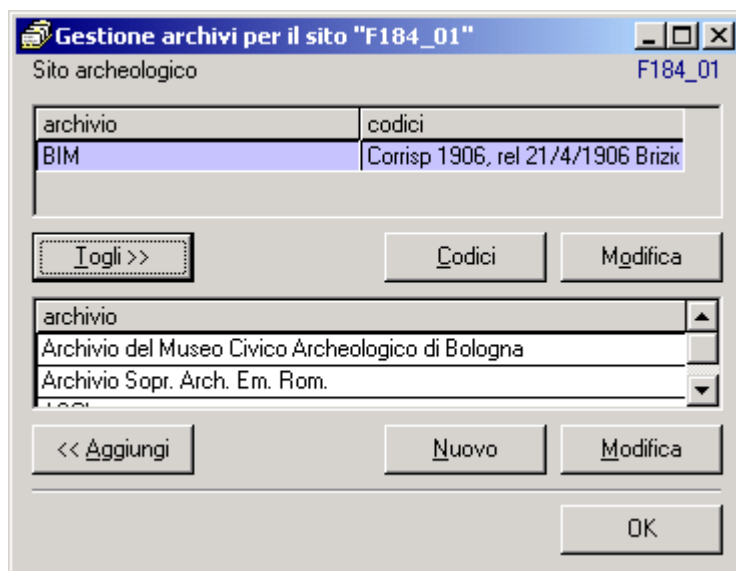 Gestione archivi per il sito "F184_01"
Sito archeologico F184_01
archivio codici
BIM Corrisp 1906, rel 21/4/1906 Brizio
Togli >> Codici Modifica
archivio
Archivio del Museo Civico Archeologico di Bologna
Archivio Sopr. Arch. Em. Rom.
<< Aggiungi Nuovo Modifica
OK